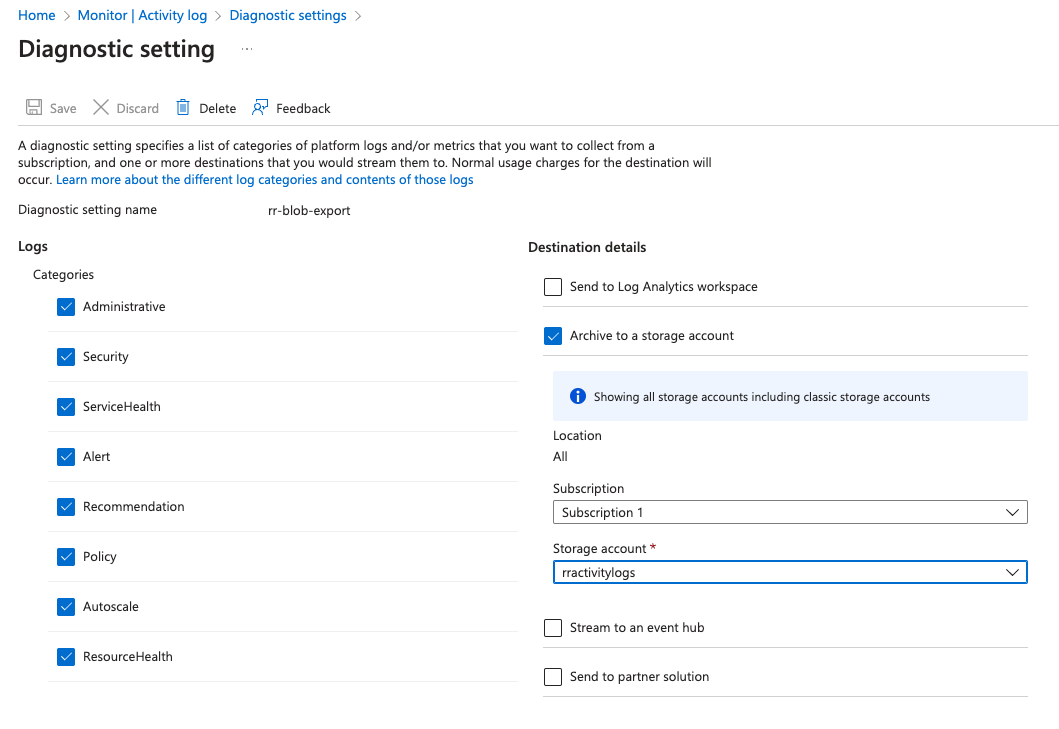 Home > Monitor | Activity log > Diagnostic settings >
Diagnostic setting ...
Save Discard Delete Feedback
A diagnostic setting specifies a list of categories of platform logs and/or metrics that you want to collect from a
subscription, and one or more destinations that you would stream them to. Normal usage charges for the destination will
occur. Learn more about the different log categories and contents of those logs
Diagnostic setting name rr-blob-export
Logs
Categories
Administrative
Security
ServiceHealth
Alert
Recommendation
Policy
Autoscale
ResourceHealth
Destination details
Send to Log Analytics workspace
Archive to a storage account
Showing all storage accounts including classic storage accounts
Location
All
Subscription
Subscription 1
Storage account *
rractivitylogs
Stream to an event hub
Send to partner solution